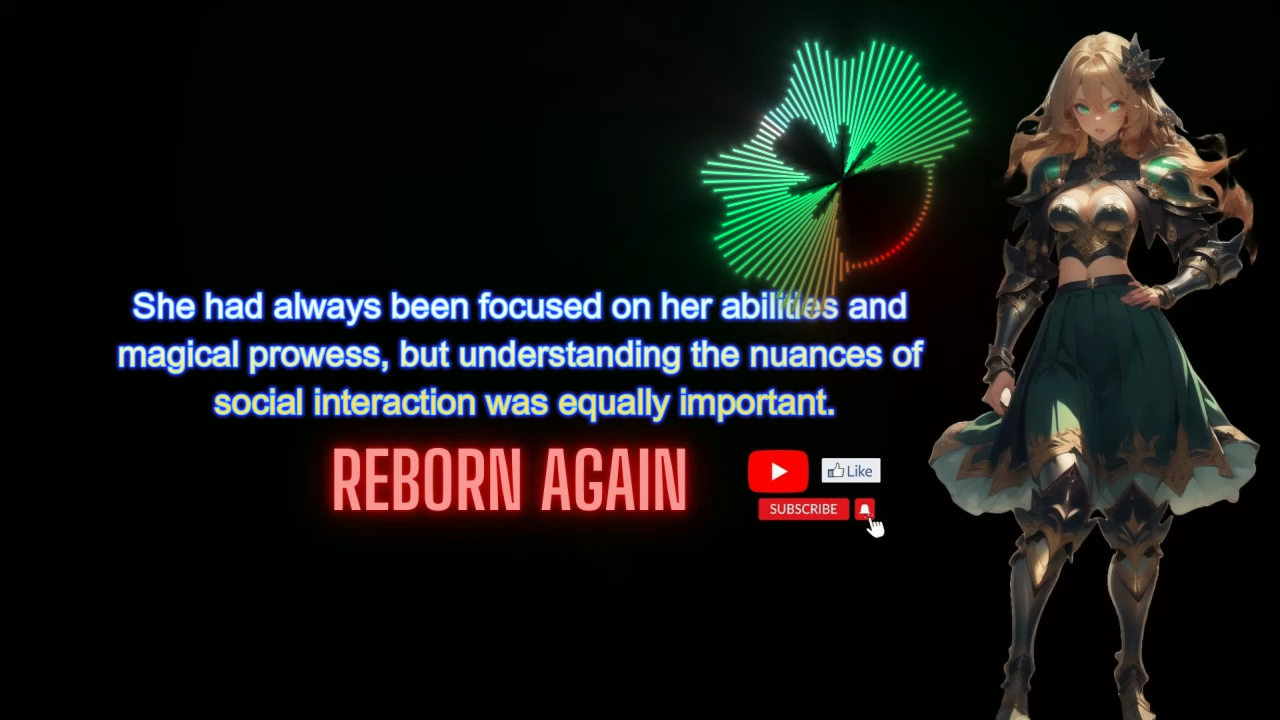 She had always been focused on her abilities and
magical prowess, but understanding the nuances of
social interaction was equally important.
REBORN AGAIN
Like
SUBSCRIBE